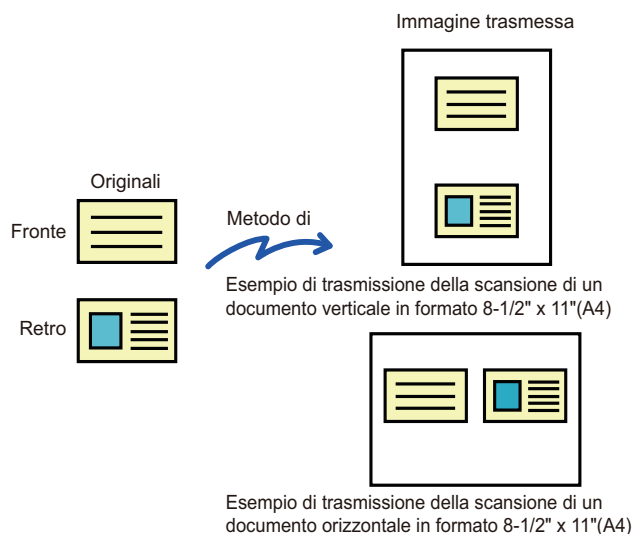 Immagine trasmessa
Originali
Fronte
Metodo di
Retro
Esempio di trasmissione della scansione di un
documento verticale in formato 8-1/2" x 11"(A4)
Esempio di trasmissione della scansione di un
documento orizzontale in formato 8-1/2" x 11"(A4)